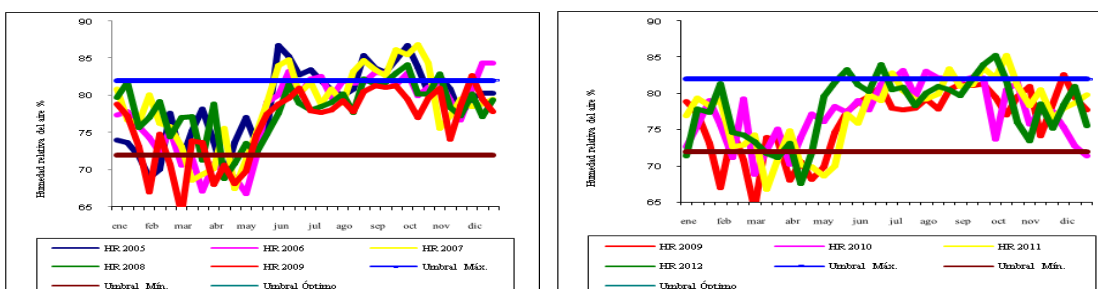 Humedad relativa del aire %
90
85
80
75
70
65
ene feb mar abr may jun jul ago sep oct nov dic
HR 2005 HR 2006 HR 2007
HR 2008 HR 2009 Umbral Máx.
Umbral Mín. Umbral Óptimo
Humedad relativa del aire %
90
85
80
75
70
65
ene feb mar abr may jun jul ago sep oct nov dic
HR 2009 HR 2010 HR 2011
HR 2012 Umbral Máx. Umbral Mín.
Umbral Óptimo